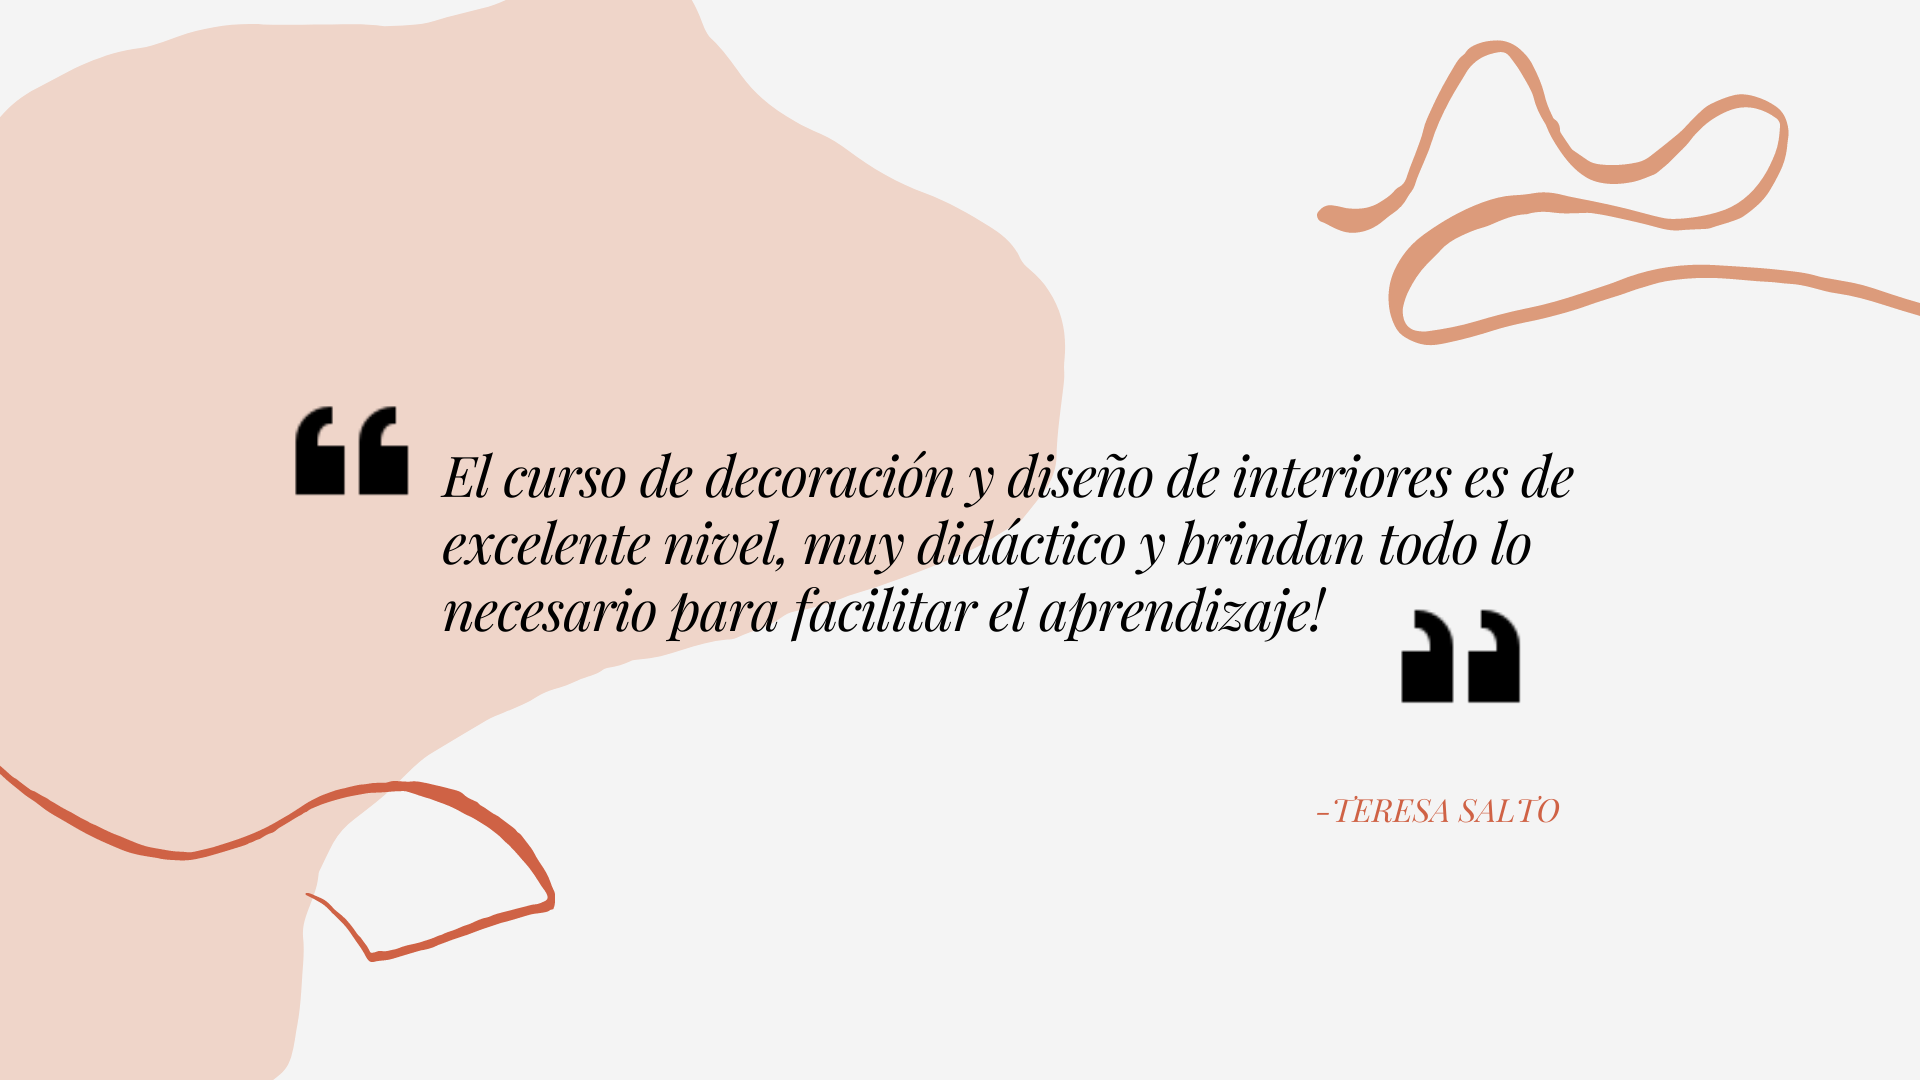 “
El curso de decoración y diseño de interiores es de
excelente nivel, muy didáctico y brindan todo lo
necesario para facilitar el aprendizaje!
”
-TERESA SALTO